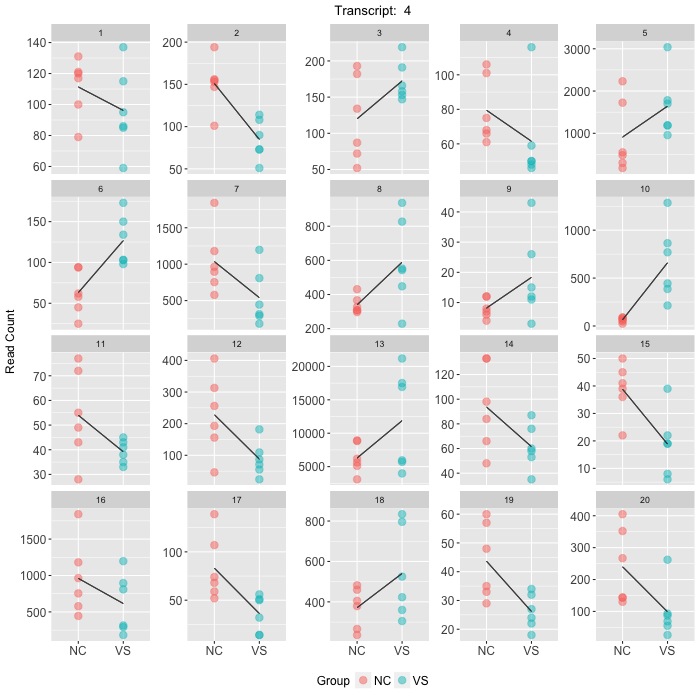 Transcript:  4
1 2 3 4 5
140 200 200 100 3000
120 150 150 80 2000
100 100 100 60 1000
80 50 50 0
60
6 7 8 9 10
150 1500 800 40 1000
100 1000 600 30 500
50 500 400 20 0
200 10
Read Count
11 12 13 14 15
70 400 20000 140 50
60 300 15000 120 40
50 200 10000 100 30
40 100 5000 80 20
30 60 10
40
16 17 18 19 20
1500 100 800 60 400
1000 50 600 50 300
500 400 40 200
30 100
20
NC VS NC VS NC VS NC VS NC VS
Group NC VS